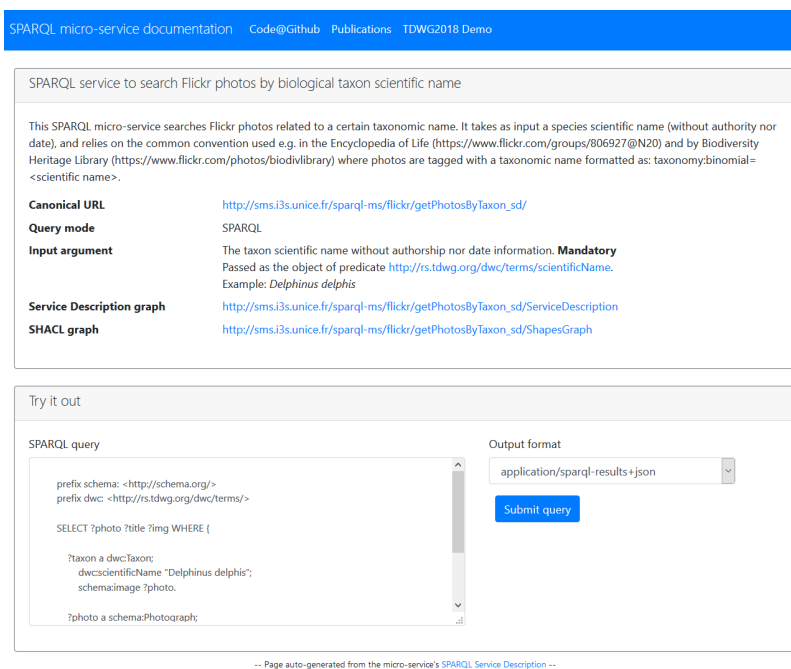 SPARQL micro-service documentation Code@Github Publications TDWG2018 Demo
SPARQL service to search Flickr photos by biological taxon scientific name
This SPARQL micro-service searches Flickr photos related to a certain taxonomic name. It takes as input a species scientific name (without authority nor
date), and relies on the common convention used e.g. in the Encyclopedia of Life (https://www.flickr.com/groups/806927@N20) and by Biodiversity
Heritage Library (https://www.flickr.com/photos/biodivlibrary) where photos are tagged with a taxonomic name formatted as: taxonomy:binomial=
<scientific name>.
Canonical URL http://sms.i3s.unice.fr/sparql-ms/flickr/getPhotosByTaxon_sd/
Query mode SPARQL
Input argument The taxon scientific name without authorship nor date information. Mandatory
Passed as the object of predicate http://rs.tdwg.org/dwc/terms/scientificName.
Example: Delphinus delphis
Service Description graph http://sms.i3s.unice.fr/sparql-ms/flickr/getPhotosByTaxon_sd/ServiceDescription
SHACL graph http://sms.i3s.unice.fr/sparql-ms/flickr/getPhotosByTaxon_sd/ShapesGraph
Try it out
SPARQL query
prefix schema: <http://schema.org/>
prefix dwc: <http://rs.tdwg.org/dwc/terms/>
SELECT ?photo ?title ?img WHERE {
?taxon a dwc:Taxon;
dwc:scientificName "Delphinus delphis";
schema:image ?photo.
?photo a schema:Photograph;
Output format
application/sparql-results+json
Submit query
-- Page auto-generated from the micro-service's SPARQL Service Description --